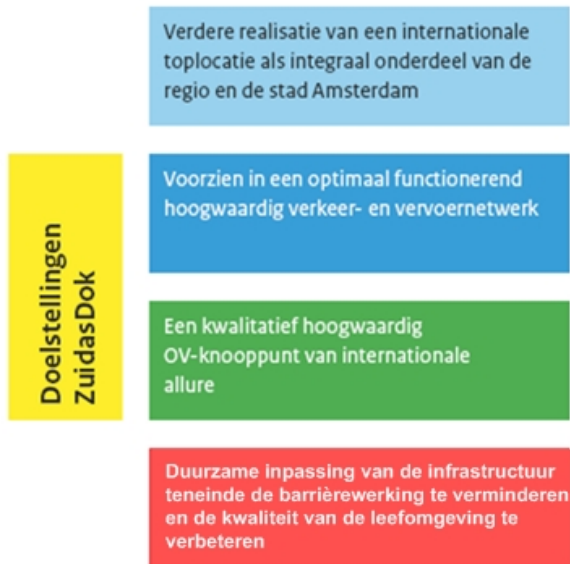 Doelstellingen
ZuidasDok
Verdere realisatie van een internationale
toplocatie als integraal onderdeel van de
regio en de stad Amsterdam
Voorzien in een optimaal functionerend
hoogwaardig verkeer- en vervoernetwerk
Een kwalitatief hoogwaardig
OV-knooppunt van internationale
allure
Duurzame inpassing van de infrastructuur
teneinde de barrièrewerking te verminderen
en de kwaliteit van de leefomgeving te
verbeteren